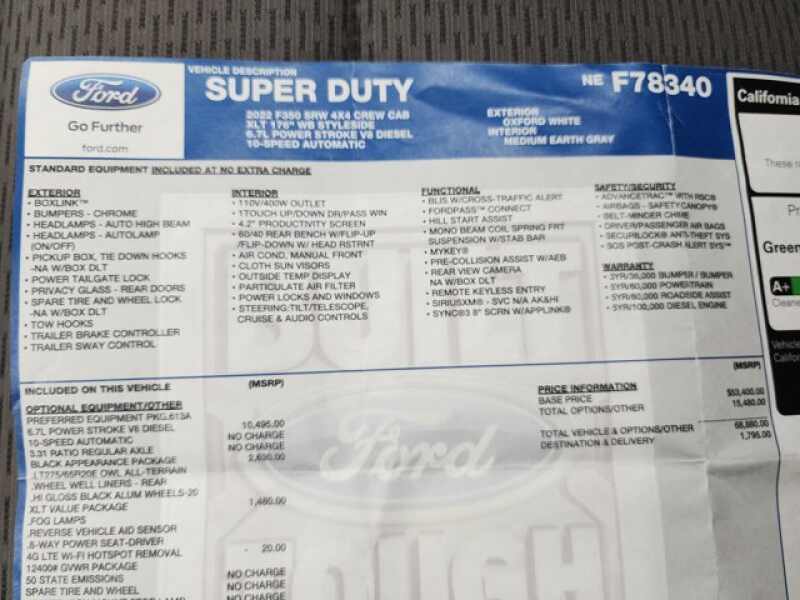 Ford
Go Further
ford.com
VEHICLE DESCRIPTION
SUPER DUTY
2022 F350 SRW 4X4 CREW CAB
XLT 176" WB STYLESIDE
6.7L POWER STROKE V8 DIESEL
10-SPEED AUTOMATIC
NE F78340
EXTERIOR
OXFORD WHITE
INTERIOR
MEDIUM EARTH GRAY
STANDARD EQUIPMENT INCLUDED AT NO EXTRA CHARGE
EXTERIOR
• BOXLINK™
• BUMPERS - CHROME
• HEADLAMPS - AUTO HIGH BEAM
• HEADLAMPS - AUTOLAMP
(ON/OFF)
• PICKUP BOX, TIE DOWN HOOKS
-NA W/BOX DLT
• POWER TAILGATE LOCK
• PRIVACY GLASS - REAR DOORS
• SPARE TIRE AND WHEEL LOCK
-NA W/BOX DLT
• TOW HOOKS
• TRAILER BRAKE CONTROLLER
• TRAILER SWAY CONTROL
INTERIOR
• 110V/400W OUTLET
• 1TOUCH UP/DOWN DR/PASS WIN
• 4.2" PRODUCTIVITY SCREEN
• 60/40 REAR BENCH W/FLIP-UP
/FLIP-DOWN W/ HEAD RSTRNT
• AIR COND, MANUAL FRONT
• CLOTH SUN VISORS
• OUTSIDE TEMP DISPLAY
• PARTICULATE AIR FILTER
• POWER LOCKS AND WINDOWS
• STEERING:TILT/TELESCOPE,
CRUISE & AUDIO CONTROLS
FUNCTIONAL
• BLIS W/CROSS-TRAFFIC ALERT
• FORDPASS™ CONNECT
• HILL START ASSIST
• MONO BEAM COIL SPRING FRT
SUSPENSION W/STAB BAR
• MYKEY®
• PRE-COLLISION ASSIST W/AEB
• REAR VIEW CAMERA
NA W/BOX DLT
• REMOTE KEYLESS ENTRY
• SIRIUSXM® - SVC N/A AK&HI
• SYNC®3 8" SCRN W/APPLINK®
SAFETY/SECURITY
• ADVANCETRAC™ WITH RSC®
• AIRBAGS - SAFETY CANOPY®
• BELT-MINDER CHIME
• DRIVER/PASSENGER AIR BAGS
• SECURILOCK® ANTI-THEFT SYS
• SOS POST-CRASH ALERT SYS™
WARRANTY
• 3YR/36,000 BUMPER / BUMPER
• 5YR/60,000 POWERTRAIN
• 5YR/60,000 ROADSIDE ASSIST
• 5YR/100,000 DIESEL ENGINE
California
These r
Pr
Green
A+
Cleane
Vehicle
Californ
INCLUDED ON THIS VEHICLE (MSRP)
OPTIONAL EQUIPMENT/OTHER
PREFERRED EQUIPMENT PKG.613A
6.7L POWER STROKE V8 DIESEL 10,495.00
10-SPEED AUTOMATIC NO CHARGE
3.31 RATIO REGULAR AXLE NO CHARGE
BLACK APPEARANCE PACKAGE
.LT275/65R20E OWL ALL-TERRAIN
.WHEEL WELL LINERS - REAR
.HI GLOSS BLACK ALUM WHEELS-20
XLT VALUE PACKAGE
.FOG LAMPS
.REVERSE VEHICLE AID SENSOR
.8-WAY POWER SEAT-DRIVER
4G LTE WI-FI HOTSPOT REMOVAL - 20.00
12400# GVWR PACKAGE
50 STATE EMISSIONS NO CHARGE
SPARE TIRE AND WHEEL NO CHARGE
PRICE INFORMATION (MSRP)
BASE PRICE $53,400.00
TOTAL OPTIONS/OTHER 15,480.00
TOTAL VEHICLE & OPTIONS/OTHER 68,880.00
DESTINATION & DELIVERY 1,795.00
BUILT
Ford
TOUGH